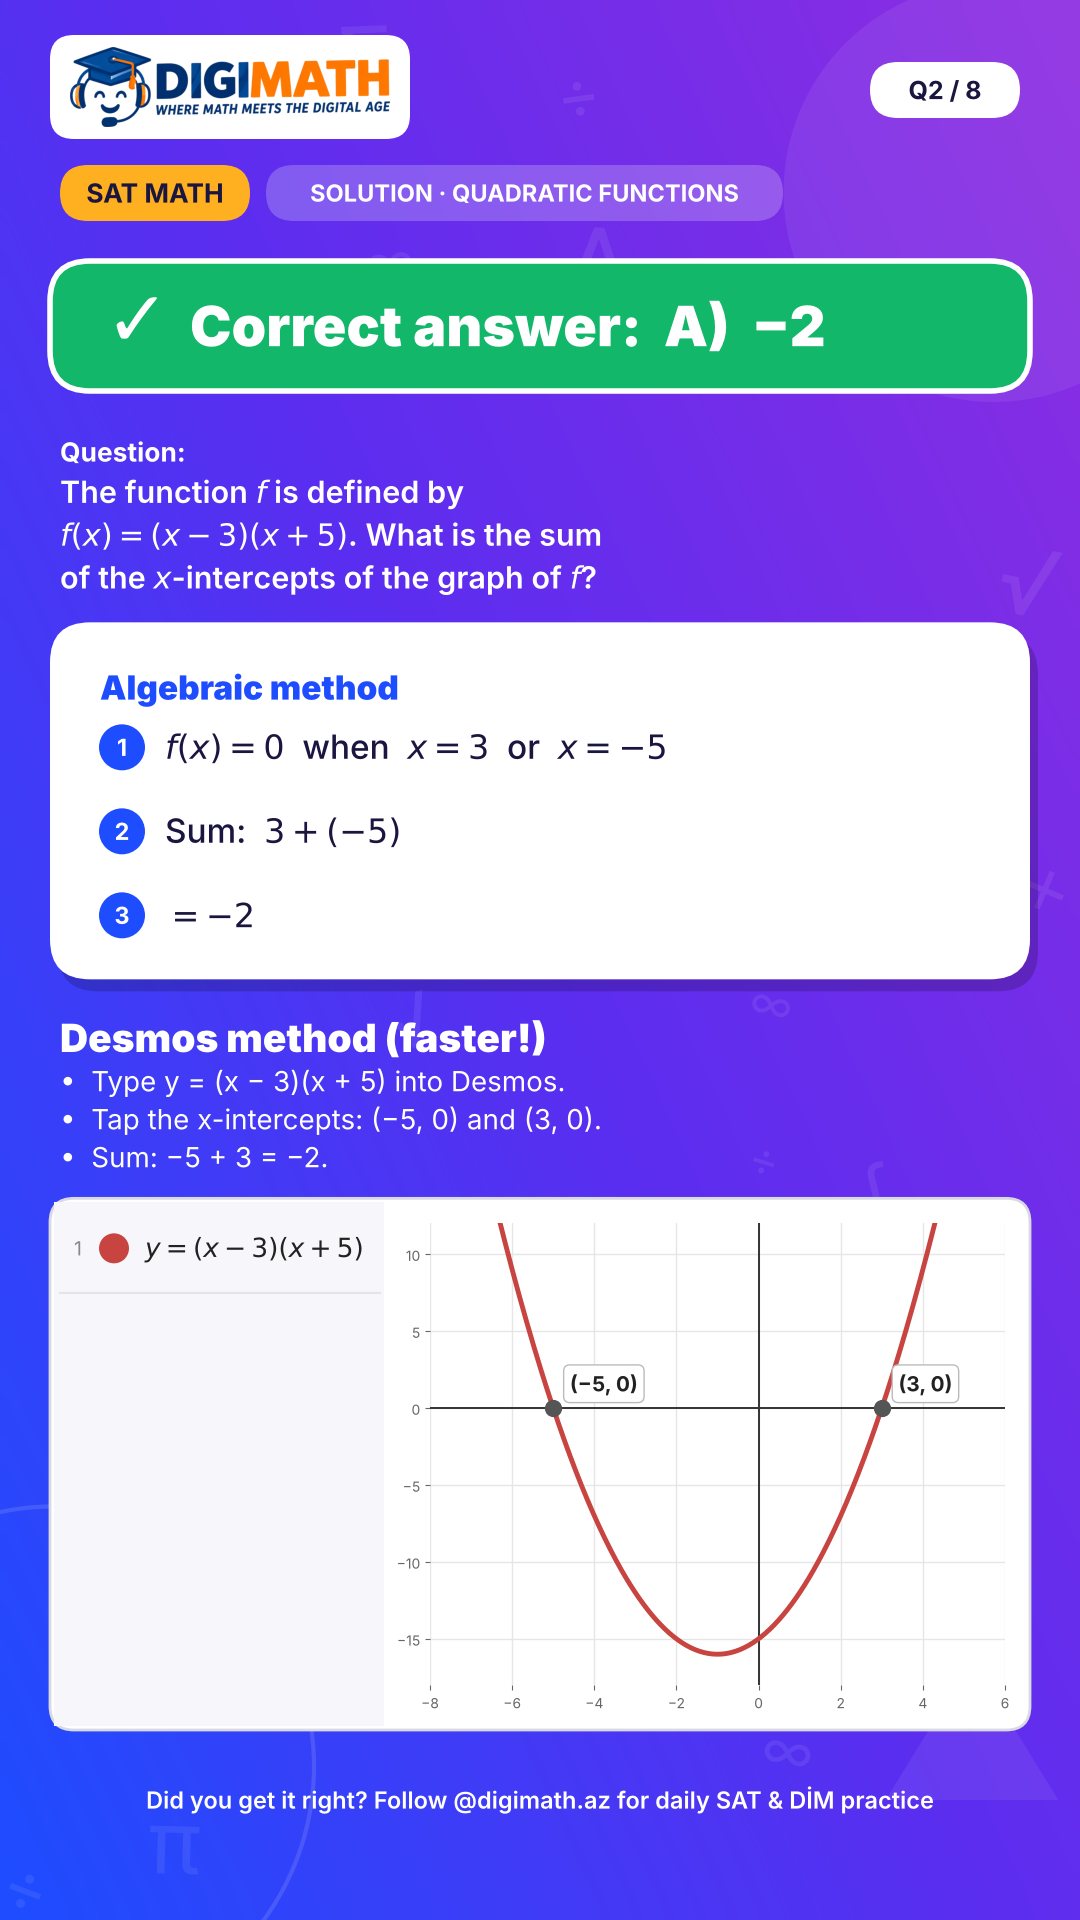 DIGIMATH
WHERE MATH MEETS THE DIGITAL AGE
Q2 / 8
SAT MATH
SOLUTION · QUADRATIC FUNCTIONS
✓ Correct answer: A) −2
Question:
The function f is defined by
f(x) = (x − 3)(x + 5). What is the sum
of the x-intercepts of the graph of f?
Algebraic method
1 f(x) = 0 when x = 3 or x = −5
2 Sum: 3 + (−5)
3 = −2
Desmos method (faster!)
• Type y = (x − 3)(x + 5) into Desmos.
• Tap the x-intercepts: (−5, 0) and (3, 0).
• Sum: −5 + 3 = −2.
1 y = (x − 3)(x + 5)
10
5
(−5, 0) (3, 0)
0
−5
−10
−15
−8 −6 −4 −2 0 2 4 6
Did you get it right? Follow @digimath.az for daily SAT & DİM practice